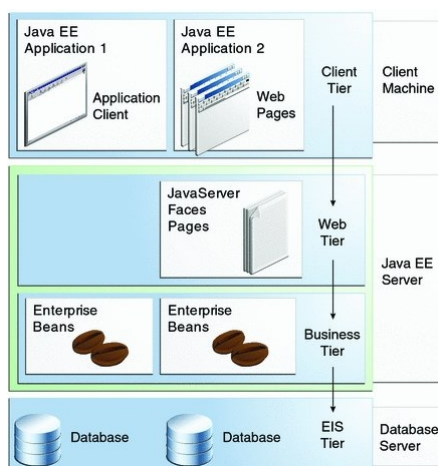 Java EE
Application 1
Java EE
Application 2
Application
Client
Web
Pages
Client
Tier
Client
Machine
JavaServer
Faces
Pages
Web
Tier
Java EE
Server
Enterprise
Beans
Enterprise
Beans
Business
Tier
Database
Database
EIS
Tier
Database
Server